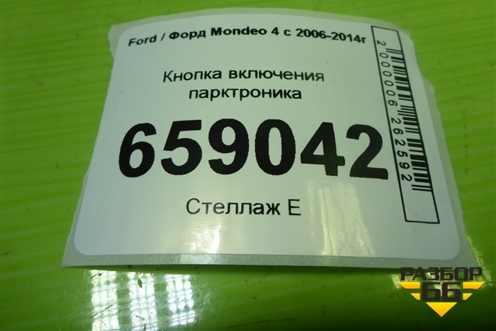 Ford / Форд Mondeo 4 с 2006-2014г
Кнопка включения
парктроника
659042
Стеллаж Е
2000006262592
РАЗБОР
66